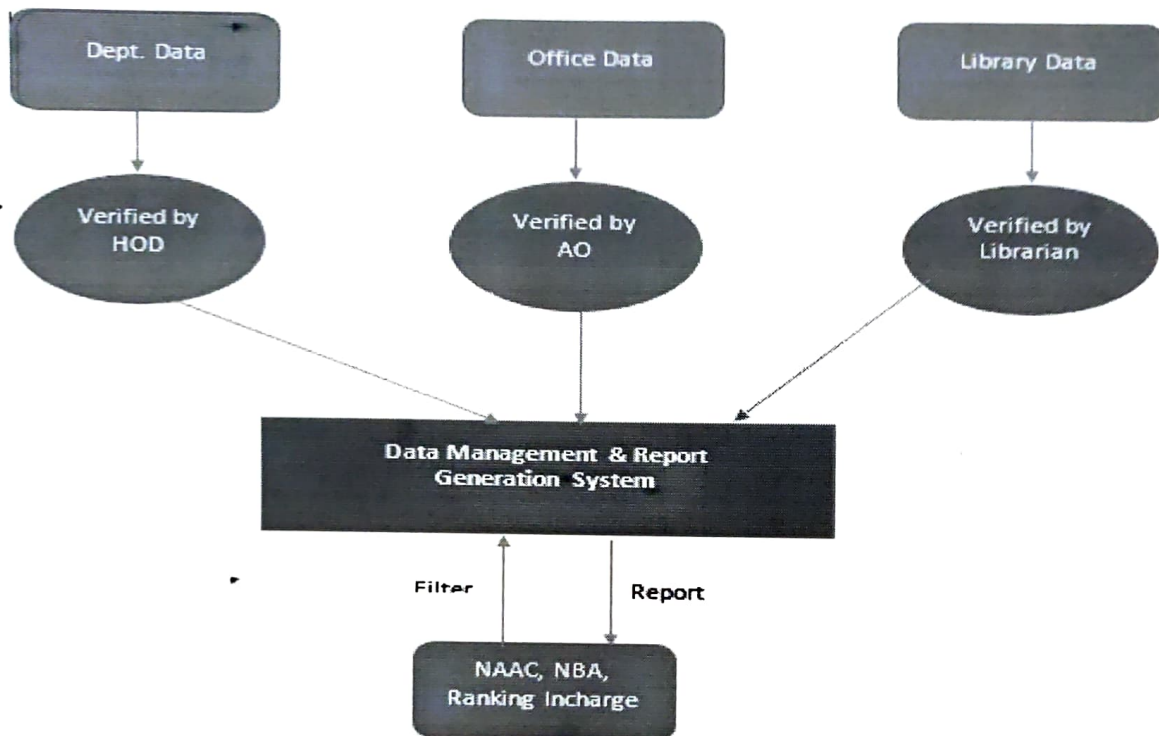 Dept. Data
Office Data
Library Data
Verified by
HOD
Verified by
AO
Verified by
Librarian
Data Management & Report
Generation System
Filter
Report
NAAC, NBA,
Ranking Incharge